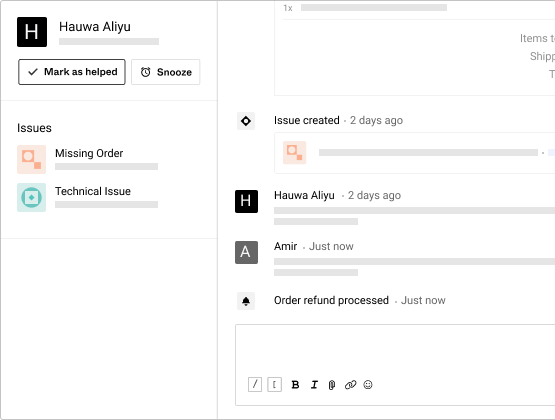 H
Hauwa Aliyu
Mark as helped
Snooze
Issues
Missing Order
Technical Issue
1x
Items
Issue created · 2 days ago
H
Hauwa Aliyu · 2 days ago
A
Amir · Just now
Order refund processed · Just now
/ [ B I